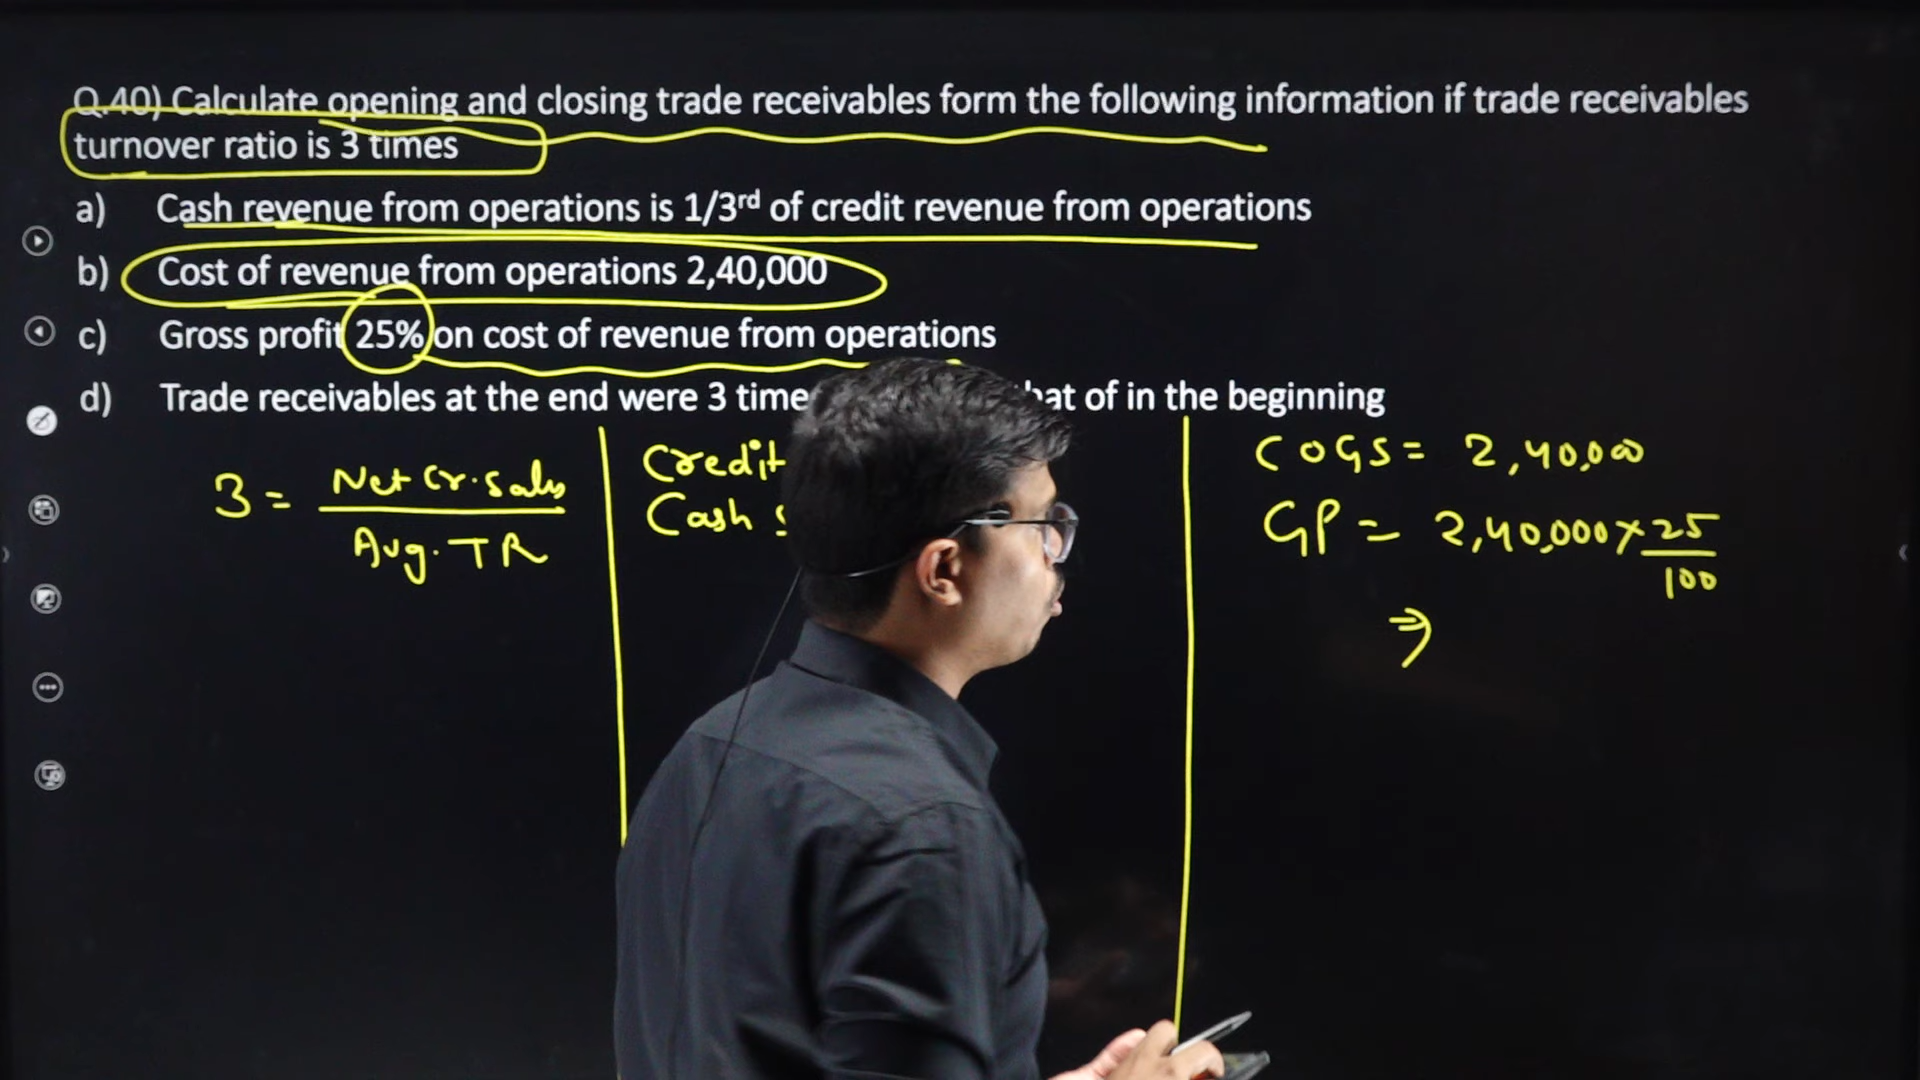 Q.40) Calculate opening and closing trade receivables form the following information if trade receivables
turnover ratio is 3 times
a) Cash revenue from operations is 1/3rd of credit revenue from operations
b) Cost of revenue from operations 2,40,000
c) Gross profit 25% on cost of revenue from operations
d) Trade receivables at the end were 3 time of in the beginning
3 = Net Cr. Sales
Avg. TR
Credit
Cash
COGS = 2,40,000
GP = 2,40,000 x 25
100
⇒